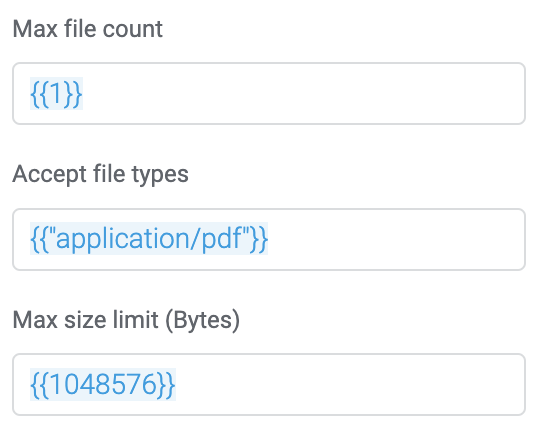 Max file count
{{1}}
Accept file types
{{"application/pdf"}}
Max size limit (Bytes)
{{1048576}}